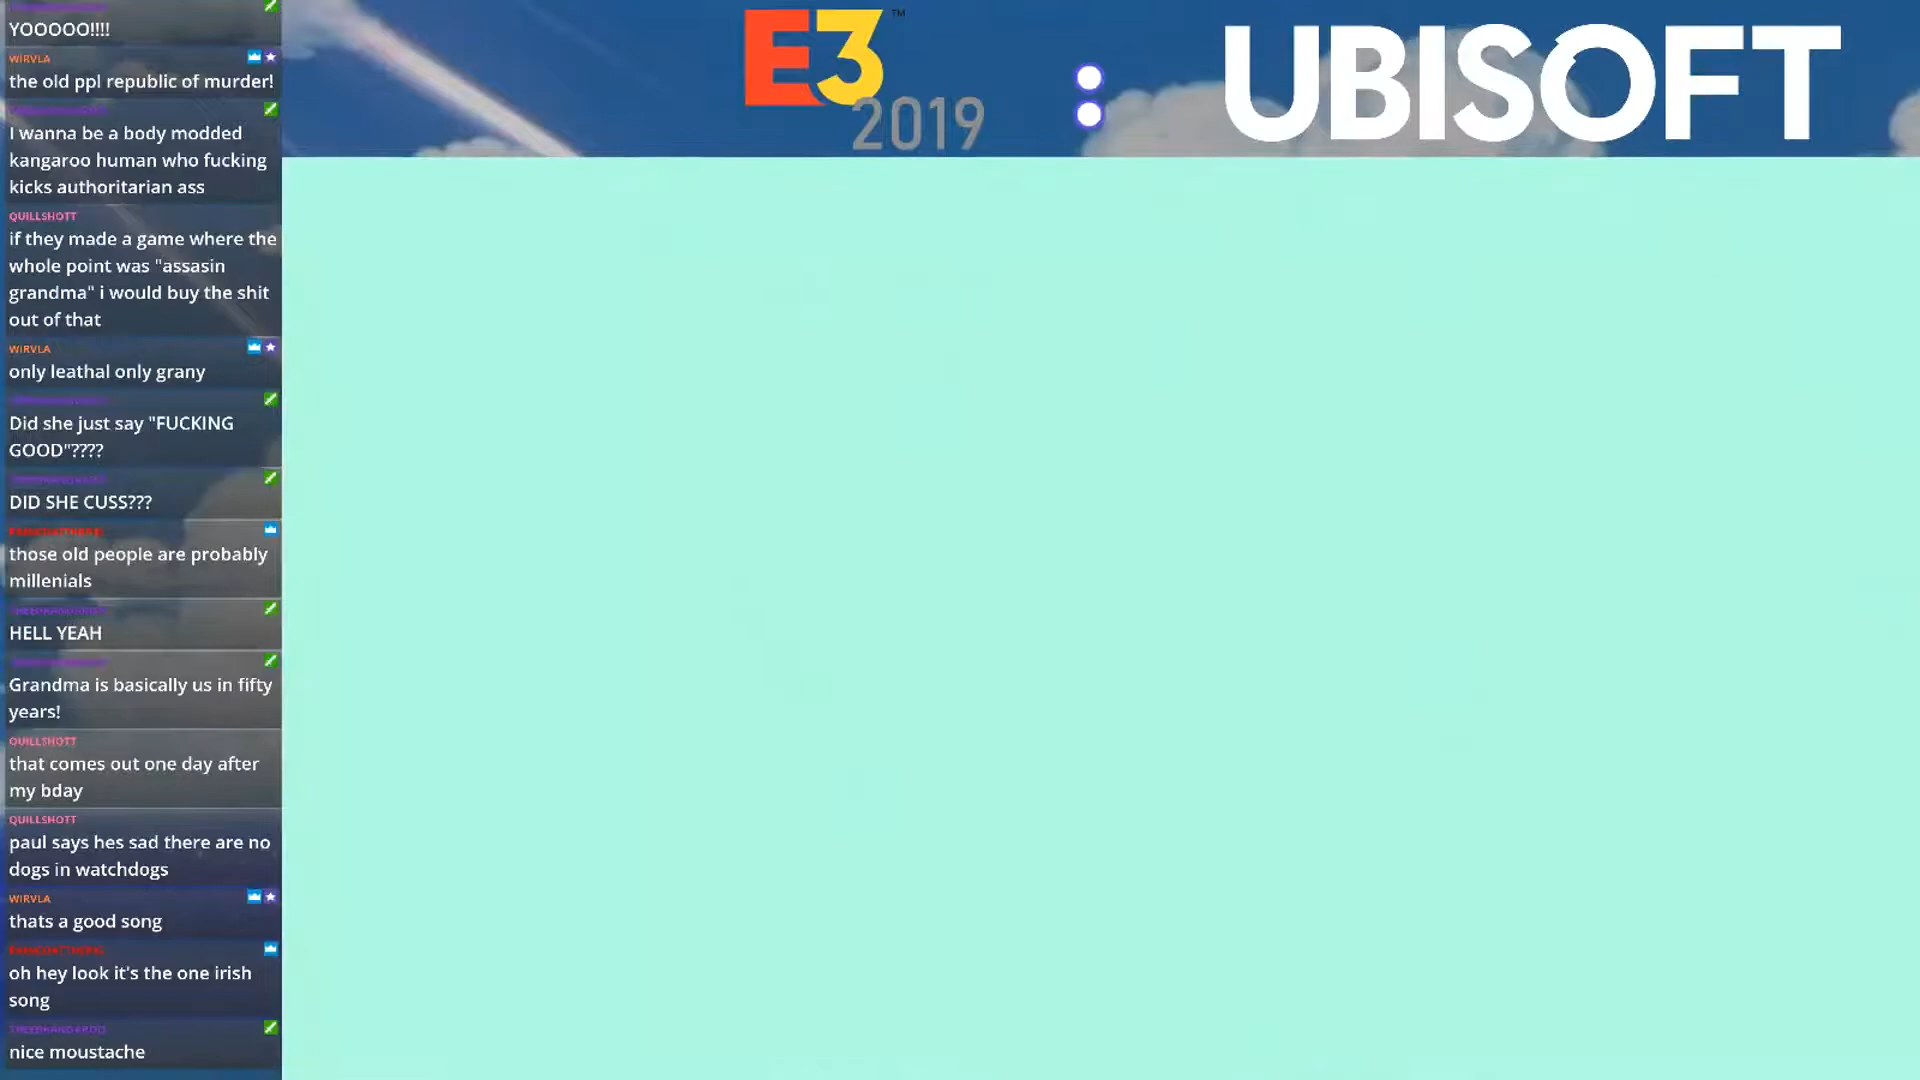 YOOOOO!!!!
WIRVLA
the old ppl republic of murder!
I wanna be a body modded
kangaroo human who fucking
kicks authoritarian ass
QUILLSHOTT
if they made a game where the
whole point was "assasin
grandma" i would buy the shit
out of that
WIRVLA
only leathal only grany
Did she just say "FUCKING
GOOD"????
DID SHE CUSS???
those old people are probably
millenials
HELL YEAH
Grandma is basically us in fifty
years!
QUILLSHOTT
that comes out one day after
my bday
QUILLSHOTT
paul says hes sad there are no
dogs in watchdogs
WIRVLA
thats a good song
oh hey look it's the one irish
song
nice moustache
E3 ™
2019
:
UBISOFT